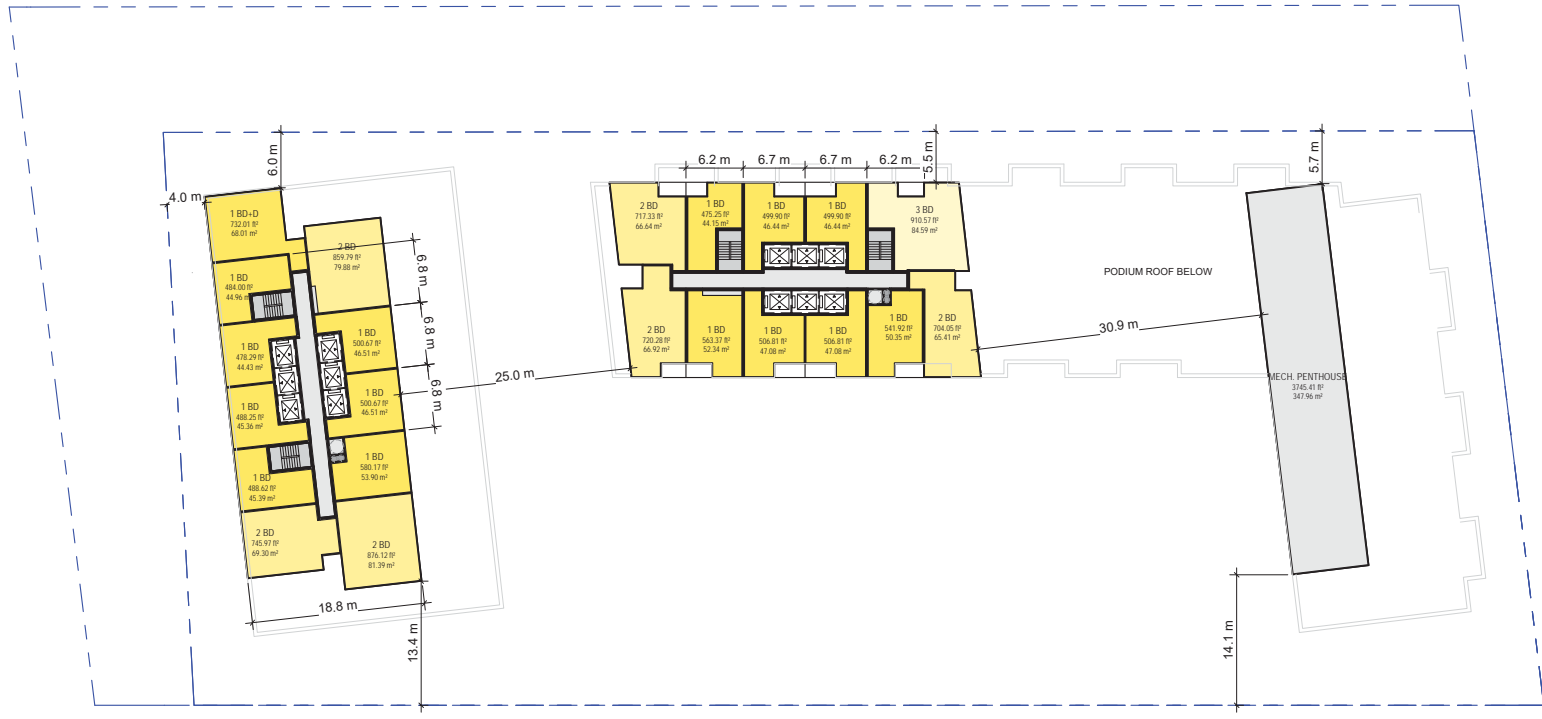 6.0 m
4.0 m
1 BD+D
732.01 ft²
68.01 m²
2 BD
859.79 ft²
79.88 m²
6.8 m
1 BD
484.00 ft²
44.96 m²
1 BD
478.29 ft²
44.43 m²
1 BD
500.67 ft²
46.51 m²
6.8 m
1 BD
488.25 ft²
45.36 m²
1 BD
500.67 ft²
46.51 m²
6.8 m
1 BD
488.62 ft²
45.39 m²
1 BD
580.17 ft²
53.90 m²
2 BD
745.97 ft²
69.30 m²
2 BD
876.12 ft²
81.39 m²
18.8 m
13.4 m
25.0 m
6.2 m
6.7 m
6.7 m
6.2 m
5.5 m
2 BD
717.33 ft²
66.64 m²
1 BD
475.25 ft²
44.15 m²
1 BD
499.90 ft²
46.44 m²
1 BD
499.90 ft²
46.44 m²
3 BD
910.57 ft²
84.59 m²
2 BD
720.28 ft²
66.92 m²
1 BD
563.37 ft²
52.34 m²
1 BD
506.81 ft²
47.08 m²
1 BD
506.81 ft²
47.08 m²
1 BD
541.92 ft²
50.35 m²
2 BD
704.05 ft²
65.41 m²
PODIUM ROOF BELOW
30.9 m
5.7 m
MECH. PENTHOUSE
3745.41 ft²
347.96 m²
14.1 m